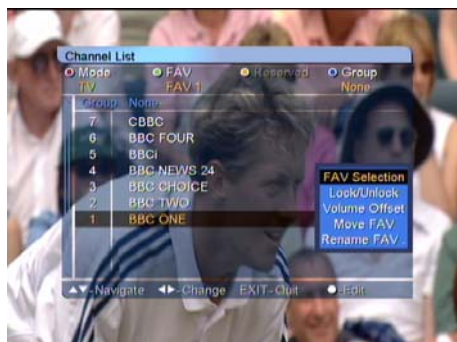 Channel List
Mode FAV Reserved Group
TV FAV 1 None
Group None
7 CBBC
6 BBC FOUR
5 BBCi
4 BBC NEWS 24
3 BBC CHOICE
2 BBC TWO
1 BBC ONE
FAV Selection
Lock/Unlock
Volume Offset
Move FAV
Rename FAV .
▲▼-Navigate ◄►-Change EXIT-Quit ●-Edit